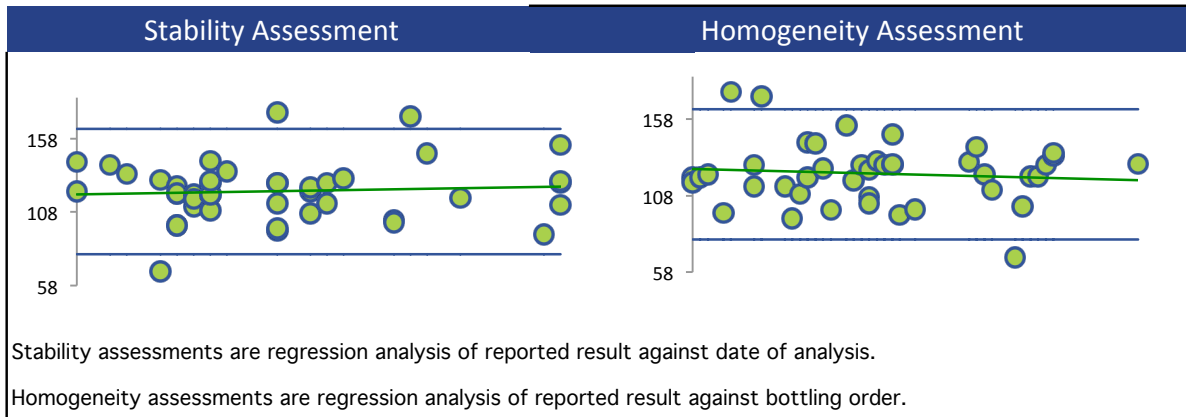 Stability Assessment
Homogeneity Assessment
158
108
58
158
108
58
Stability assessments are regression analysis of reported result against date of analysis.
Homogeneity assessments are regression analysis of reported result against bottling order.